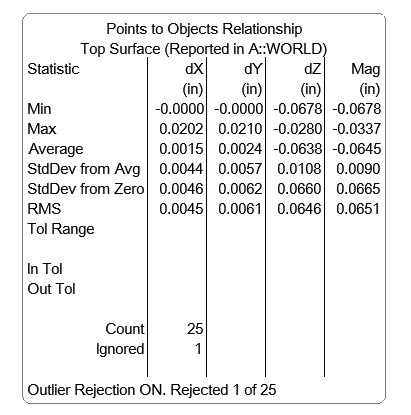 Points to Objects Relationship
Top Surface (Reported in A::WORLD)
Statistic dX dY dZ Mag
(in) (in) (in) (in)
Min -0.0000 -0.0000 -0.0678 -0.0678
Max 0.0202 0.0210 -0.0280 -0.0337
Average 0.0015 0.0024 -0.0638 -0.0645
StdDev from Avg 0.0044 0.0057 0.0108 0.0090
StdDev from Zero 0.0046 0.0062 0.0660 0.0665
RMS 0.0045 0.0061 0.0646 0.0651
Tol Range
In Tol
Out Tol
Count 25
Ignored 1
Outlier Rejection ON. Rejected 1 of 25